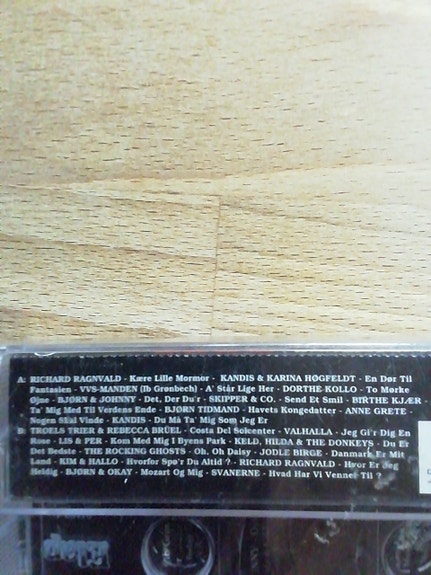 A: RICHARD RAGNVALD - Kære Lille Mormor - KANDIS & KARINA HØGFELDT - En Dør Til
Fantasien - VVS-MANDEN (Ib Grønbech) - A' Står Lige Her - DORTHE KOLLO - To Mørke
Øjne - BJØRN & JOHNNY - Det, Der Du'r - SKIPPER & CO. - Send Et Smil - BIRTHE KJÆR -
Ta' Mig Med Til Verdens Ende - BJØRN TIDMAND - Havets Kongedatter - ANNE GRETE -
Nogen Skal Vinde - KANDIS - Du Må Ta' Mig Som Jeg Er
B: TROELS TRIER & REBECCA BRÜEL - Costa Del Solcenter - VALHALLA - Jeg Gi'r Dig En
Rose - LIS & PER - Kom Med Mig I Byens Park - KELD, HILDA & THE DONKEYS - Du Er
Det Bedste - THE ROCKING GHOSTS - Oh, Oh Daisy - JODLE BIRGE - Danmark Er Mit
Land - KIM & HALLO - Hvorfor Spø'r Du Altid ? - RICHARD RAGNVALD - Hvor Er Jeg
Heldig - BJØRN & OKAY - Mozart Og Mig - SVANERNE - Hvad Har Vi Venner Til ?